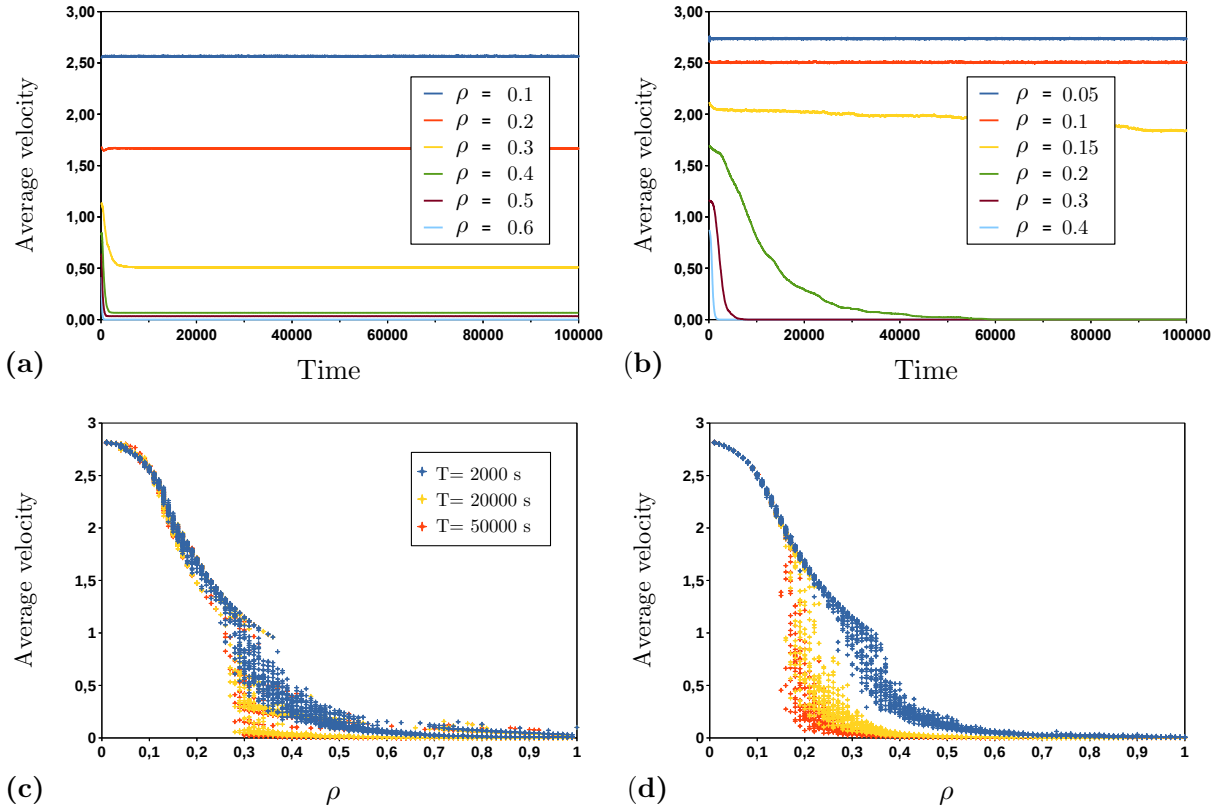 3,00
2,50
2,00
1,50
1,00
0,50
0,00
Average velocity
ρ = 0.1
ρ = 0.2
ρ = 0.3
ρ = 0.4
ρ = 0.5
ρ = 0.6
0 20000 40000 60000 80000 100000
(a) Time
3,00
2,50
2,00
1,50
1,00
0,50
0,00
Average velocity
ρ = 0.05
ρ = 0.1
ρ = 0.15
ρ = 0.2
ρ = 0.3
ρ = 0.4
0 20000 40000 60000 80000 100000
(b) Time
3
2,5
2
1,5
1
0,5
0
Average velocity
T= 2000 s
T= 20000 s
T= 50000 s
0 0,1 0,2 0,3 0,4 0,5 0,6 0,7 0,8 0,9 1
(c) ρ
3
2,5
2
1,5
1
0,5
0
Average velocity
0 0,1 0,2 0,3 0,4 0,5 0,6 0,7 0,8 0,9 1
(d) ρ